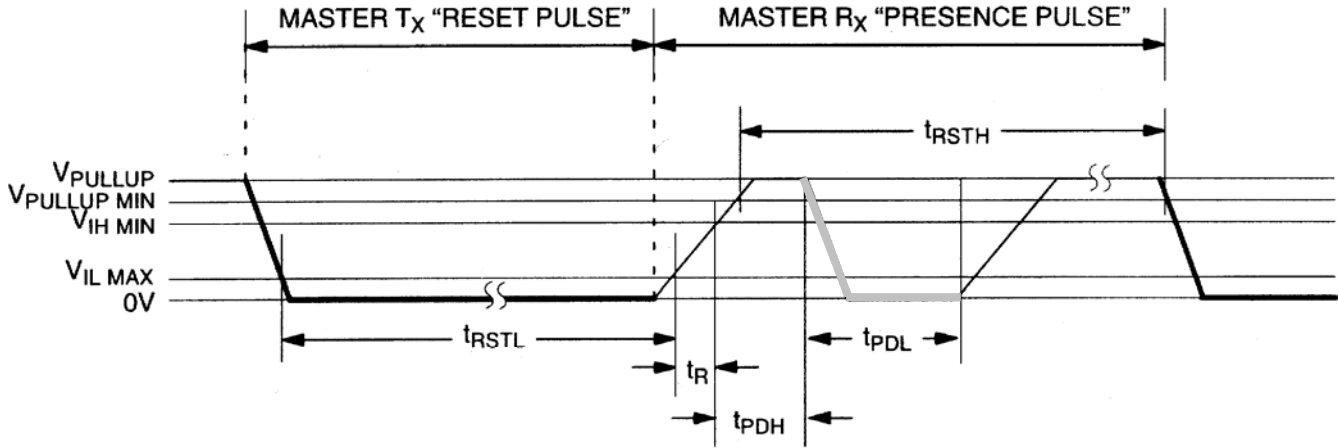 MASTER TX “RESET PULSE”
MASTER RX “PRESENCE PULSE”
tRSTH
VPULLUP
VPULLUP MIN
VIH MIN
VIL MAX
0V
tRSTL
tPDL
tR
tPDH